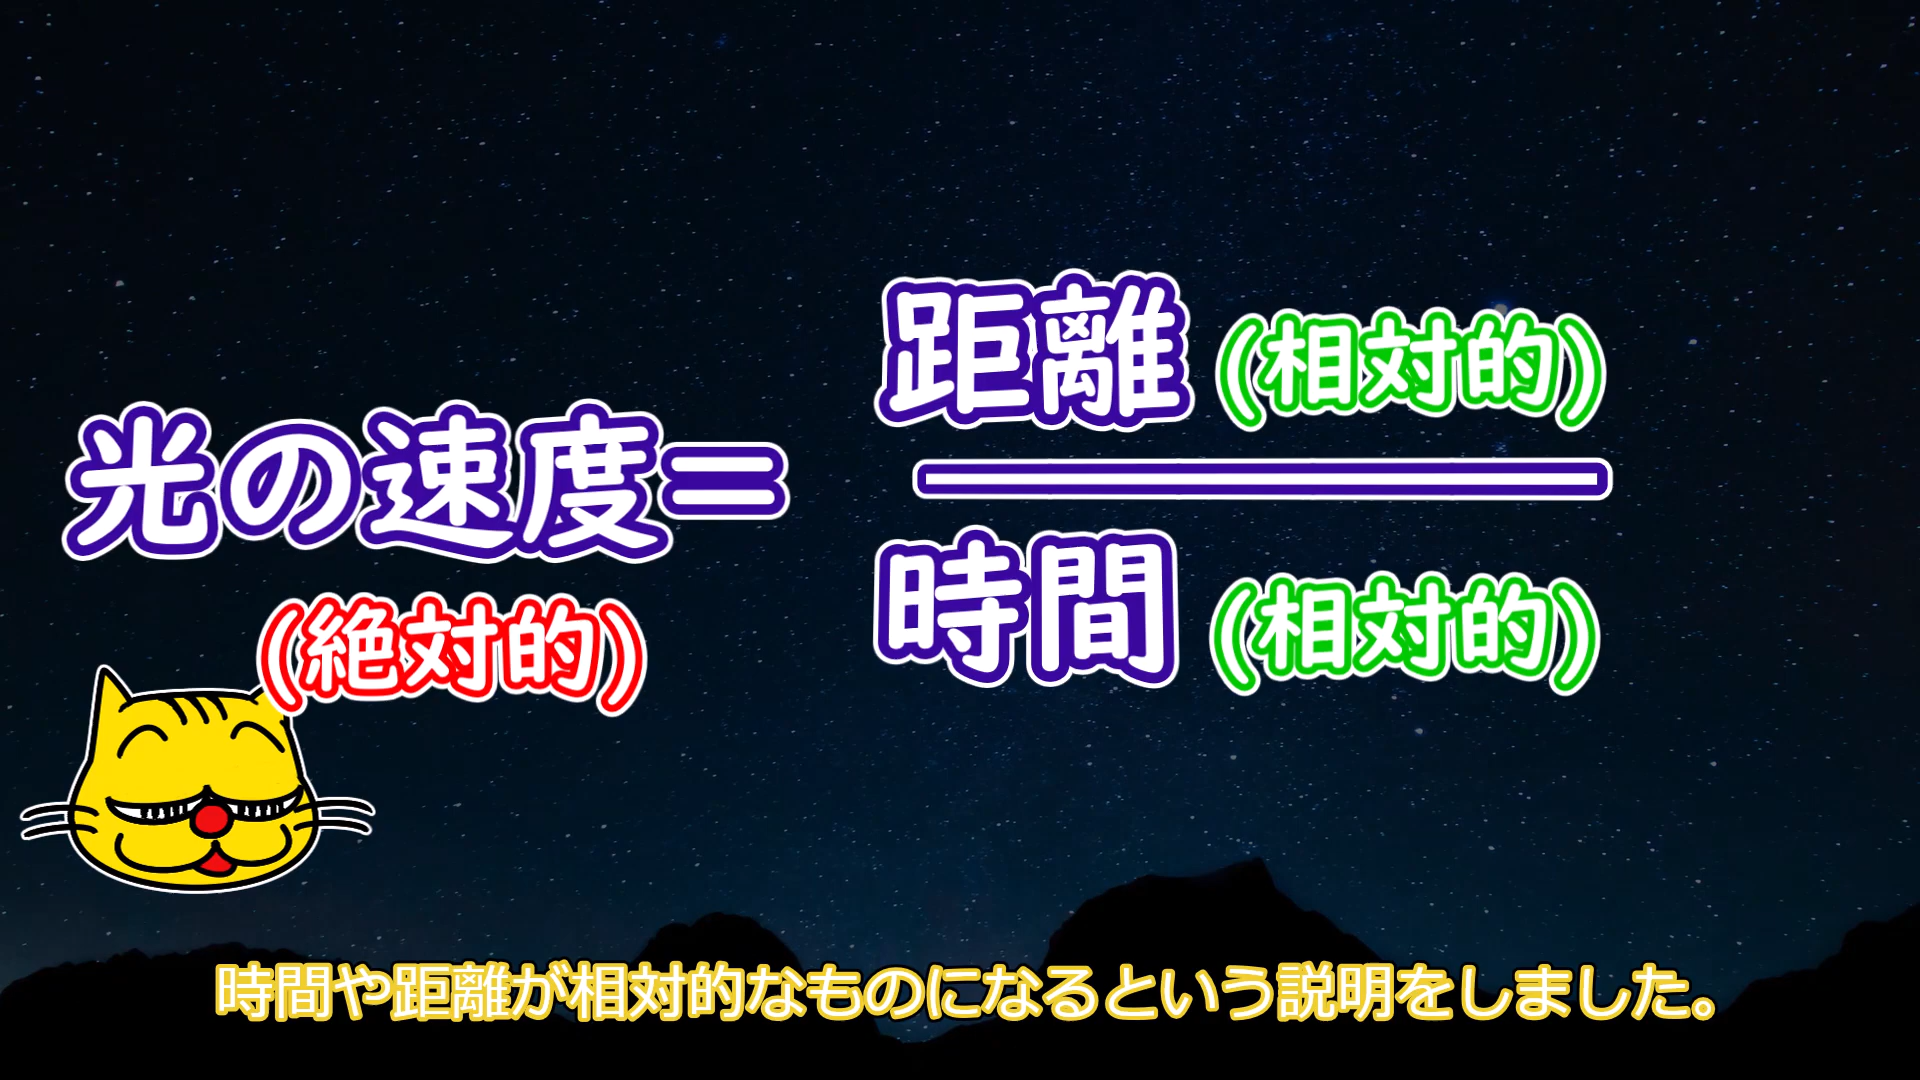 距離(相対的)
光の速度=
時間(相対的)
(絶対的)
時間や距離が相対的なものになるという説明をしました。